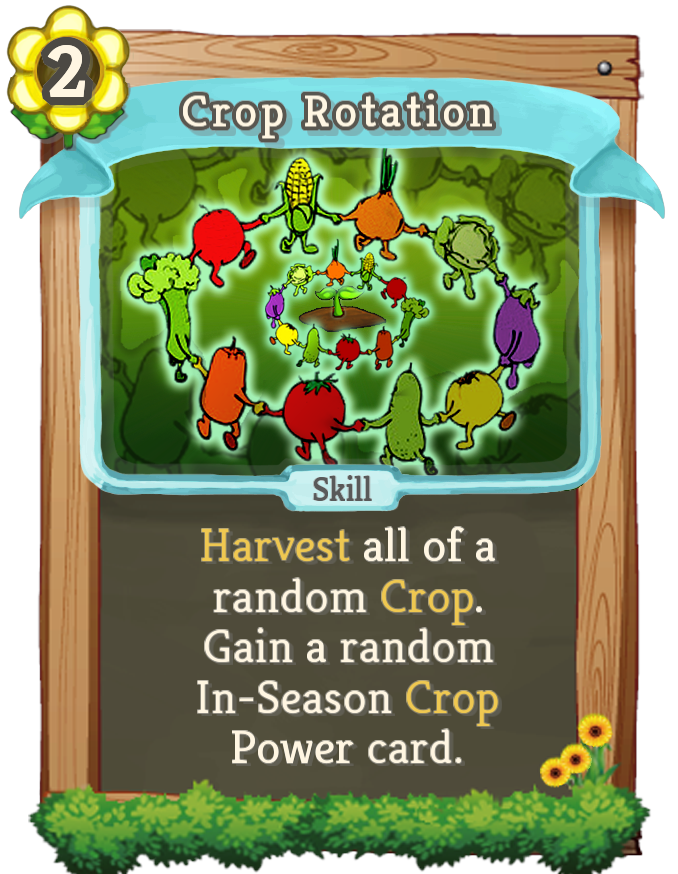 2
Crop Rotation
Skill
Harvest all of a
random Crop.
Gain a random
In-Season Crop
Power card.